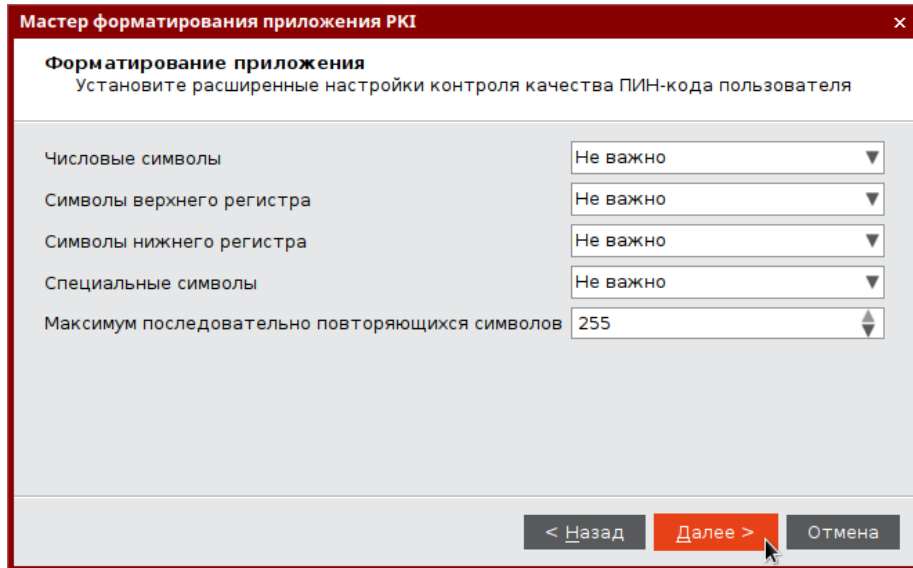 Мастер форматирования приложения PKI ×
Форматирование приложения
Установите расширенные настройки контроля качества ПИН-кода пользователя
Числовые символы Не важно
Символы верхнего регистра Не важно
Символы нижнего регистра Не важно
Специальные символы Не важно
Максимум последовательно повторяющихся символов 255
< Назад Далее > Отмена